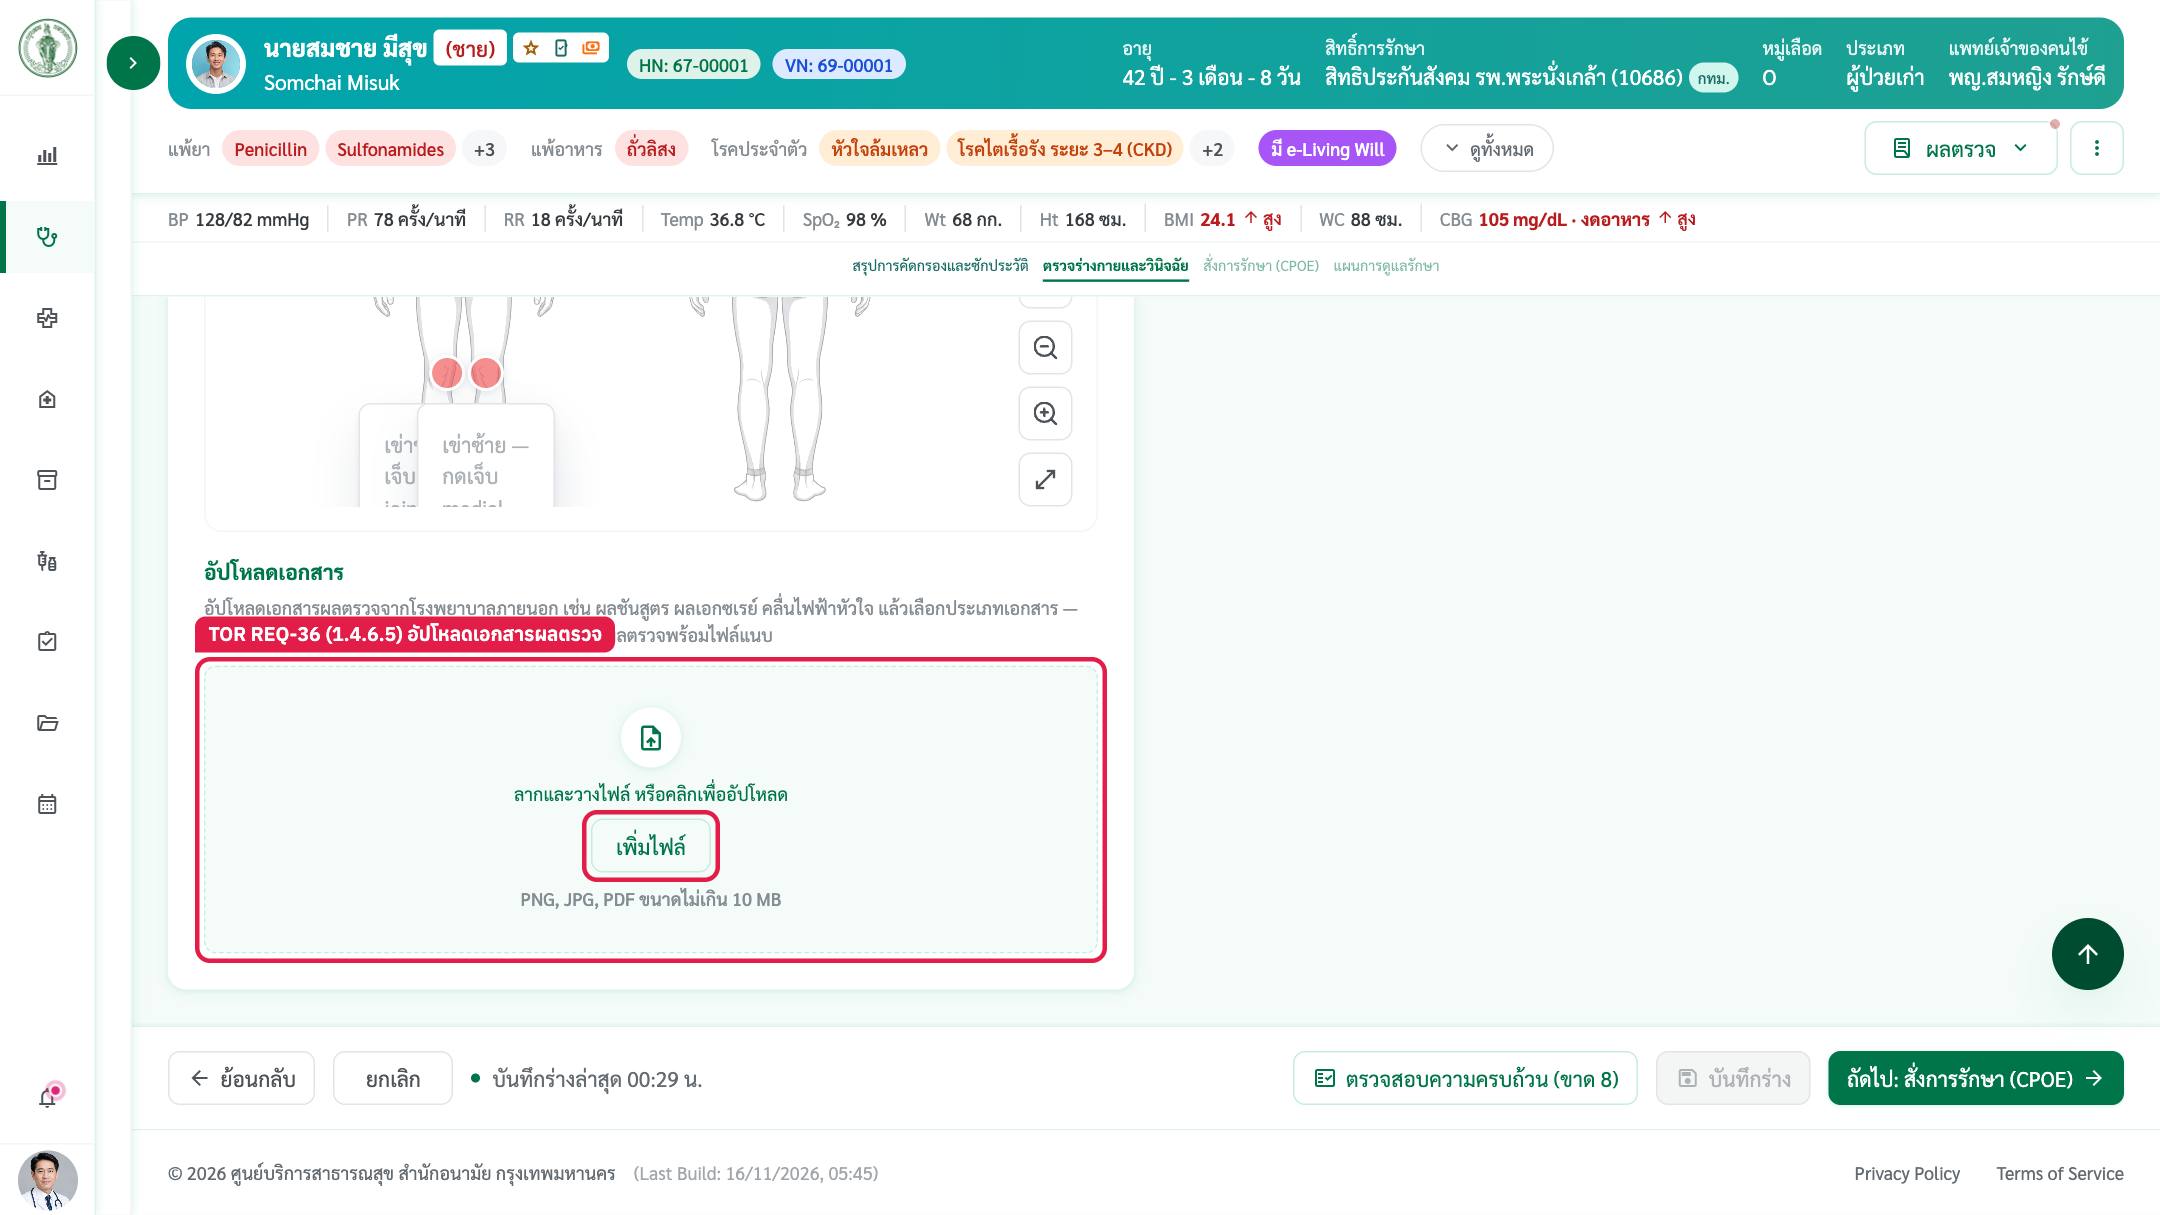 นายสมชาย มีสุข (ชาย)
Somchai Misuk
HN: 67-00001
VN: 69-00001
อายุ
42 ปี - 3 เดือน - 8 วัน
สิทธิ์การรักษา
สิทธิประกันสังคม รพ.พระนั่งเกล้า (10686) กทม.
หมู่เลือด
O
ประเภท
ผู้ป่วยเก่า
แพทย์เจ้าของคนไข้
พญ.สมหญิง รักษ์ดี
แพ้ยา Penicillin Sulfonamides +3 แพ้อาหาร ถั่วลิสง โรคประจำตัว หัวใจล้มเหลว โรคไตเรื้อรัง ระยะ 3–4 (CKD) +2 มี e-Living Will ดูทั้งหมด ผลตรวจ
BP 128/82 mmHg PR 78 ครั้ง/นาที RR 18 ครั้ง/นาที Temp 36.8 °C SpO₂ 98 % Wt 68 กก. Ht 168 ซม. BMI 24.1 ↑ สูง WC 88 ซม. CBG 105 mg/dL · งดอาหาร ↑ สูง
สรุปการคัดกรองและซักประวัติ ตรวจร่างกายและวินิจฉัย สั่งการรักษา (CPOE) แผนการดูแลรักษา
เข่าซ้าย —
เจ็บ กดเจ็บ
อัปโหลดเอกสาร
อัปโหลดเอกสารผลตรวจจากโรงพยาบาลภายนอก เช่น ผลชันสูตร ผลเอกซเรย์ คลื่นไฟฟ้าหัวใจ แล้วเลือกประเภทเอกสาร —
TOR REQ-36 (1.4.6.5) อัปโหลดเอกสารผลตรวจ ลตรวจพร้อมไฟล์แนบ
ลากและวางไฟล์ หรือคลิกเพื่ออัปโหลด
เพิ่มไฟล์
PNG, JPG, PDF ขนาดไม่เกิน 10 MB
← ย้อนกลับ ยกเลิก บันทึกร่างล่าสุด 00:29 น. ตรวจสอบความครบถ้วน (ขาด 8) บันทึกร่าง ถัดไป: สั่งการรักษา (CPOE) →
© 2026 ศูนย์บริการสาธารณสุข สำนักอนามัย กรุงเทพมหานคร (Last Build: 16/11/2026, 05:45) Privacy Policy Terms of Service